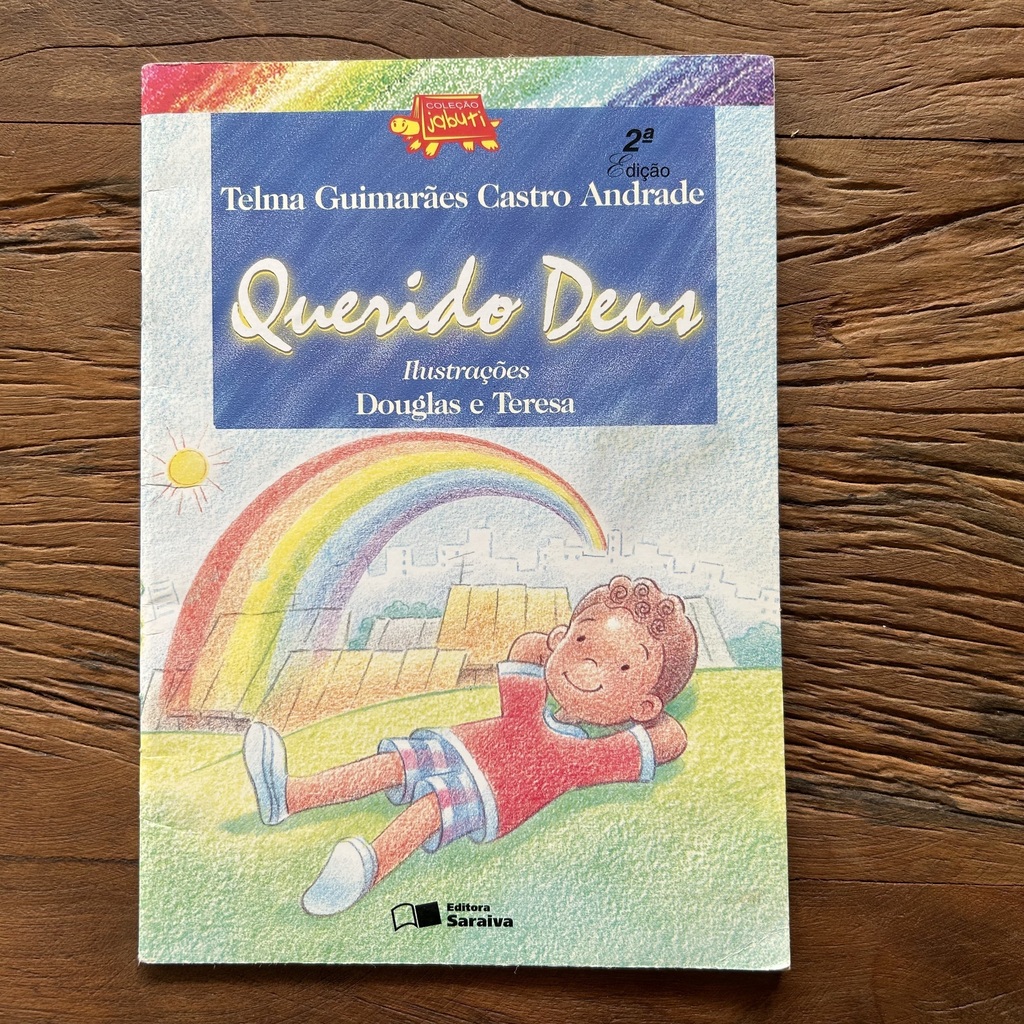 COLEÇÃO
jabuti
2ª
Edição
Telma Guimarães Castro Andrade
Querido Deus
Ilustrações
Douglas e Teresa
Editora
Saraiva